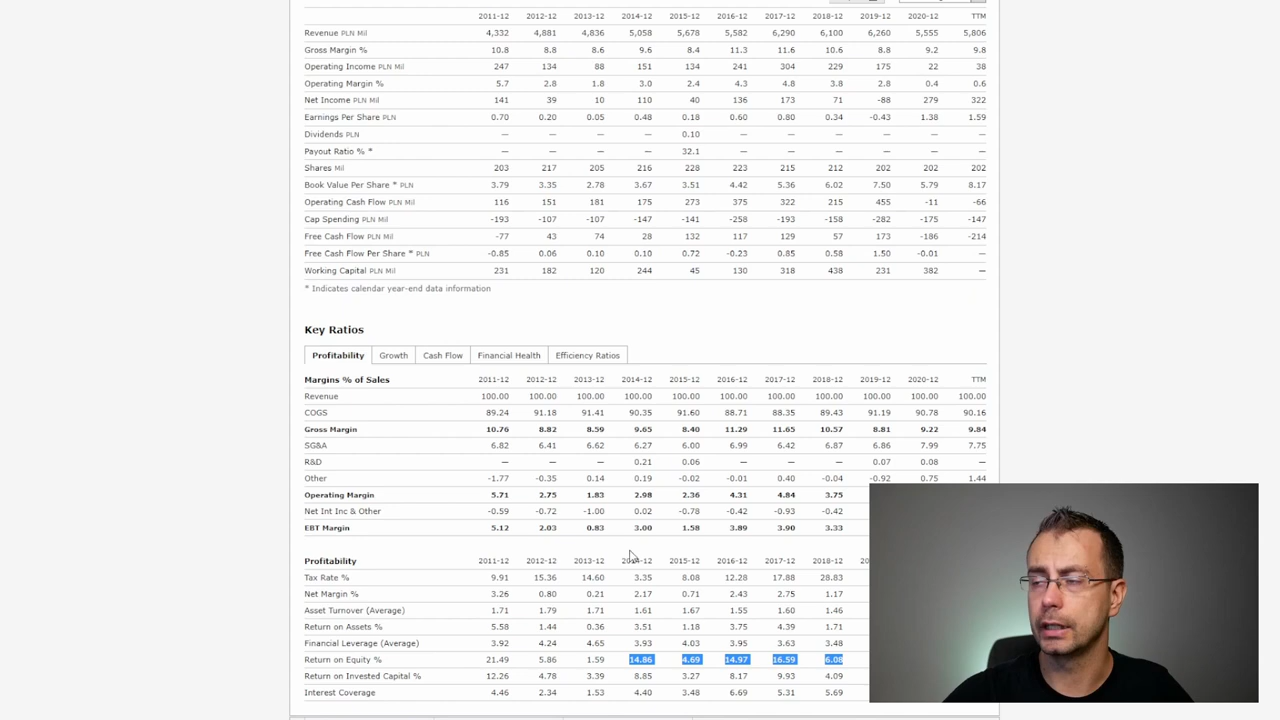 2011-12 2012-12 2013-12 2014-12 2015-12 2016-12 2017-12 2018-12 2019-12 2020-12 TTM
Revenue PLN Mil 4,332 4,881 4,836 5,058 5,678 5,582 6,290 6,100 6,260 5,555 5,806
Gross Margin % 10.8 8.8 8.6 9.6 8.4 11.3 11.6 10.6 8.8 9.2 9.8
Operating Income PLN Mil 247 134 88 151 134 241 304 229 175 22 38
Operating Margin % 5.7 2.8 1.8 3.0 2.4 4.3 4.8 3.8 2.8 0.4 0.6
Net Income PLN Mil 141 39 10 110 40 136 173 71 -88 279 322
Earnings Per Share PLN 0.70 0.20 0.05 0.48 0.18 0.60 0.80 0.34 -0.43 1.38 1.59
Dividends PLN — — — — 0.10 — — — — — —
Payout Ratio % * — — — — 32.1 — — — — — —
Shares Mil 203 217 205 216 228 223 215 212 202 202 202
Book Value Per Share * PLN 3.79 3.35 2.78 3.67 3.51 4.42 5.36 6.02 7.50 5.79 8.17
Operating Cash Flow PLN Mil 116 151 181 175 273 375 322 215 455 -11 -66
Cap Spending PLN Mil -193 -107 -107 -147 -141 -258 -193 -158 -282 -175 -147
Free Cash Flow PLN Mil -77 43 74 28 132 117 129 57 173 -186 -214
Free Cash Flow Per Share * PLN -0.85 0.06 0.10 0.10 0.72 -0.23 0.85 0.58 1.50 -0.01 —
Working Capital PLN Mil 231 182 120 244 45 130 318 438 231 382 —
* Indicates calendar year-end data information
Key Ratios
Profitability Growth Cash Flow Financial Health Efficiency Ratios
Margins % of Sales 2011-12 2012-12 2013-12 2014-12 2015-12 2016-12 2017-12 2018-12 2019-12 2020-12 TTM
Revenue 100.00 100.00 100.00 100.00 100.00 100.00 100.00 100.00 100.00 100.00 100.00
COGS 89.24 91.18 91.41 90.35 91.60 88.71 88.35 89.43 91.19 90.78 90.16
Gross Margin 10.76 8.82 8.59 9.65 8.40 11.29 11.65 10.57 8.81 9.22 9.84
SG&A 6.82 6.41 6.62 6.27 6.00 6.99 6.42 6.87 6.86 7.99 7.75
R&D — — — 0.21 0.06 — — — 0.07 0.08 —
Other -1.77 -0.35 0.14 0.19 -0.02 -0.01 0.40 -0.04 -0.92 0.75 1.44
Operating Margin 5.71 2.75 1.83 2.98 2.36 4.31 4.84 3.75
Net Int Inc & Other -0.59 -0.72 -1.00 0.02 -0.78 -0.42 -0.93 -0.42
EBT Margin 5.12 2.03 0.83 3.00 1.58 3.89 3.90 3.33
Profitability 2011-12 2012-12 2013-12 2014-12 2015-12 2016-12 2017-12 2018-12
Tax Rate % 9.91 15.36 14.60 3.35 8.08 12.28 17.88 28.83
Net Margin % 3.26 0.80 0.21 2.17 0.71 2.43 2.75 1.17
Asset Turnover (Average) 1.71 1.79 1.71 1.61 1.67 1.55 1.60 1.46
Return on Assets % 5.58 1.44 0.36 3.51 1.18 3.75 4.39 1.71
Financial Leverage (Average) 3.92 4.24 4.65 3.93 4.03 3.95 3.63 3.48
Return on Equity % 21.49 5.86 1.59 14.86 4.69 14.97 16.59 6.08
Return on Invested Capital % 12.26 4.78 3.39 8.85 3.27 8.17 9.93 4.09
Interest Coverage 4.46 2.34 1.53 4.40 3.48 6.69 5.31 5.69